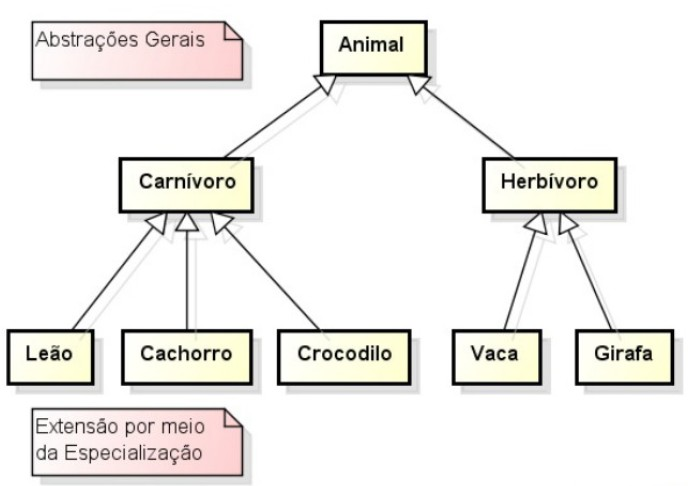 Abstrações Gerais
Animal
Carnívoro
Herbívoro
Leão
Cachorro
Crocodilo
Vaca
Girafa
Extensão por meio
da Especialização